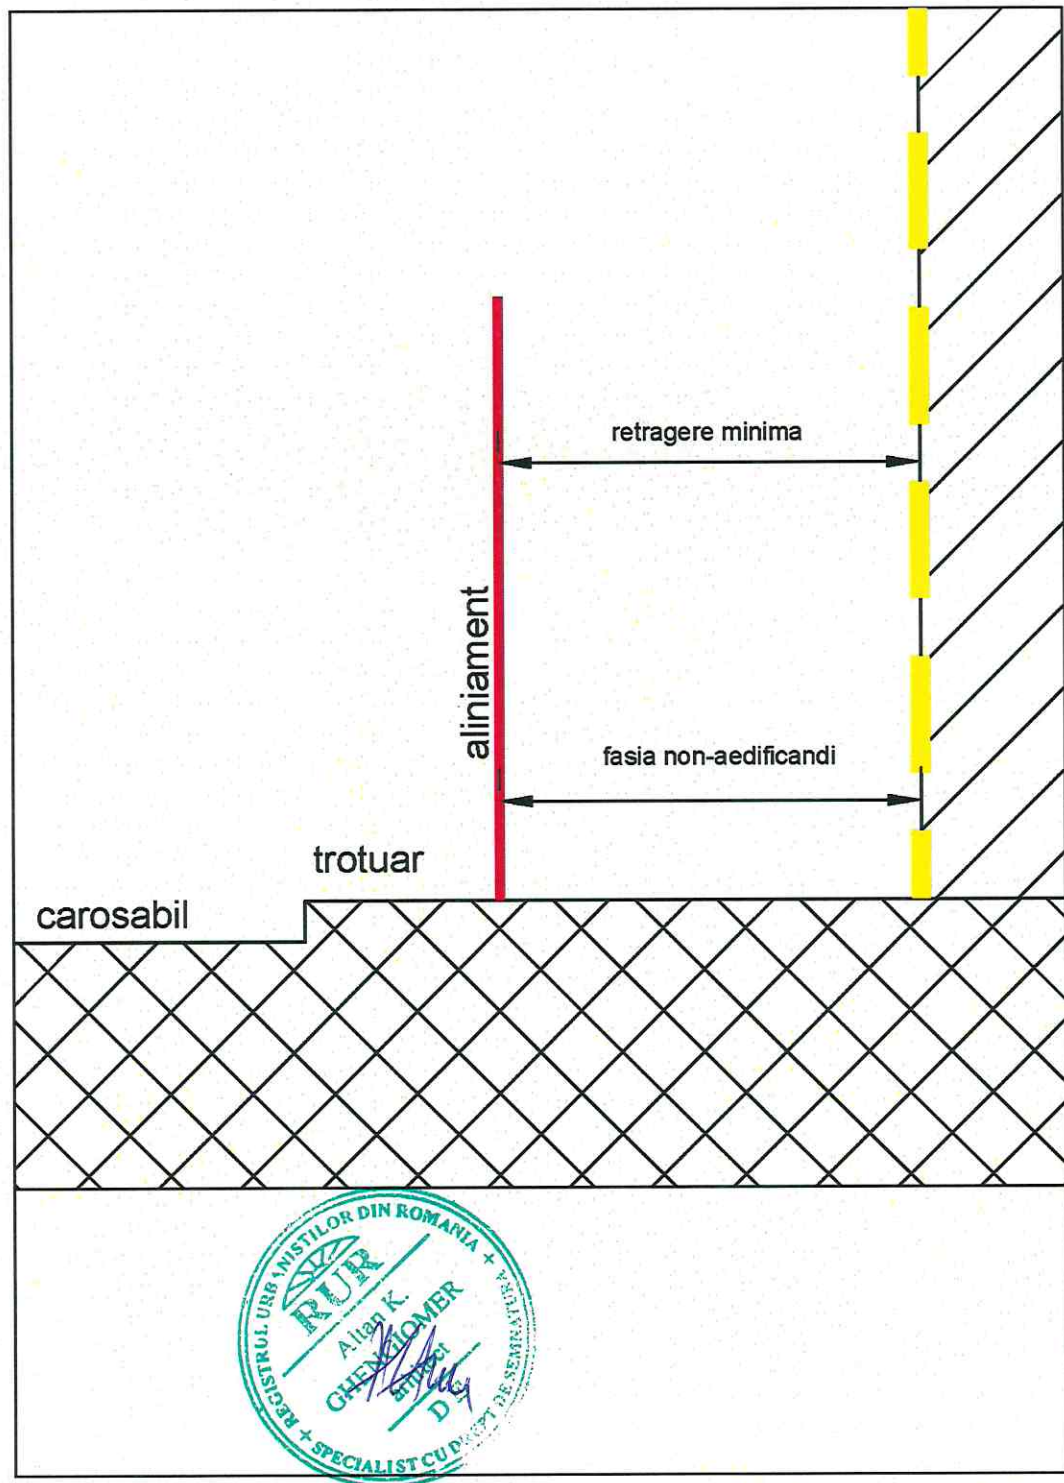 retragere minima
aliniament
fasia non-aedificandi
trotuar
carosabil
REGISTRUL URBANISTILOR DIN ROMANIA
RUR
Altan K.
GHENGIOMER
arhitect
SPECIALIST CU DREPT DE SEMNATURA